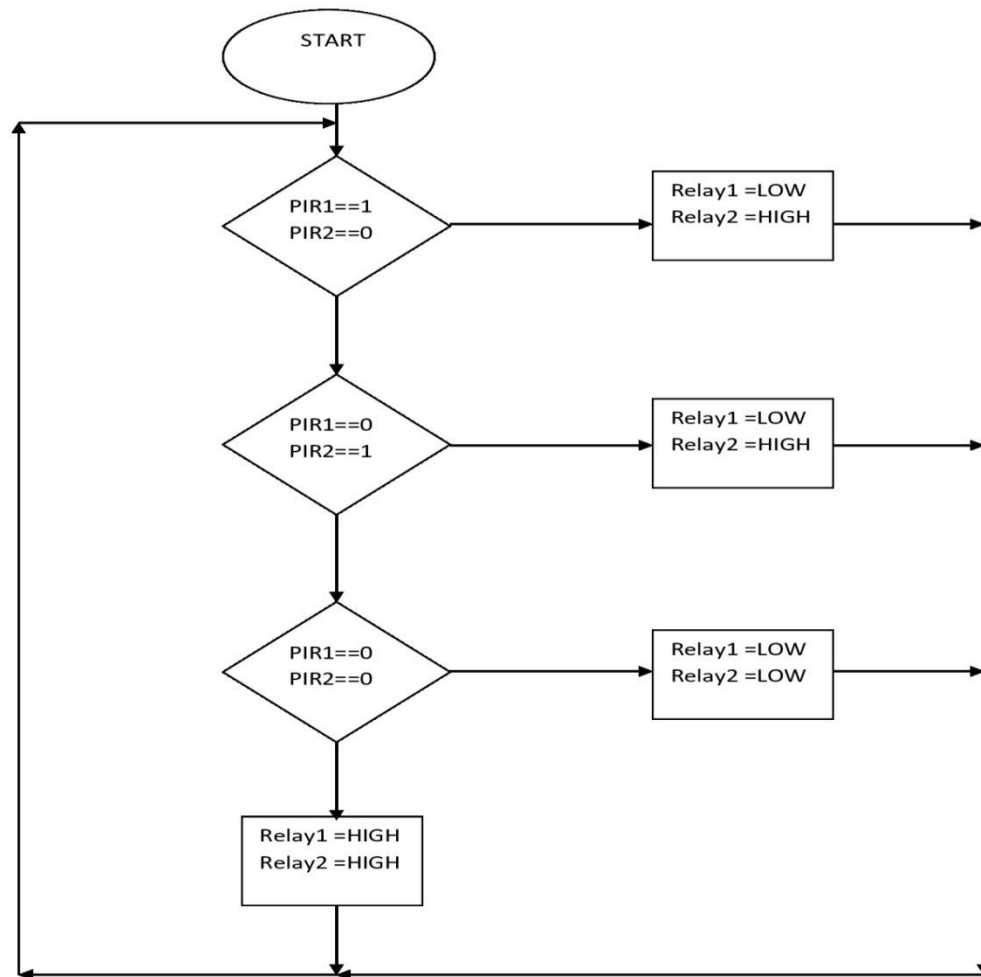 START
PIR1==1
PIR2==0
Relay1 =LOW
Relay2 =HIGH
PIR1==0
PIR2==1
Relay1 =LOW
Relay2 =HIGH
PIR1==0
PIR2==0
Relay1 =LOW
Relay2 =LOW
Relay1 =HIGH
Relay2 =HIGH